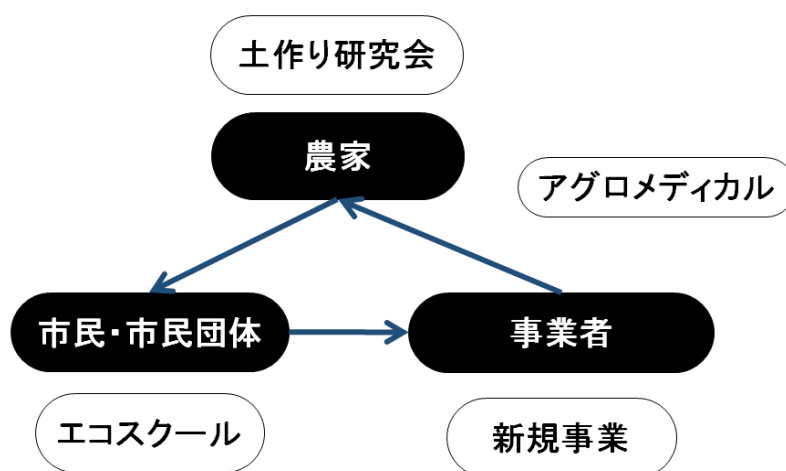 土作り研究会
農家
アグロメディカル
市民・市民団体
事業者
エコスクール
新規事業